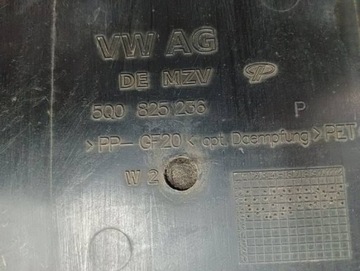 VW AG
DE MZV
5Q0 825 236 P
>PP-GF20< opt. Daempfung >PET
W 2